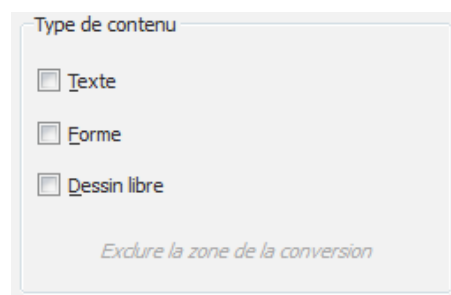 Type de contenu
Texte
Forme
Dessin libre
Exclure la zone de la conversion